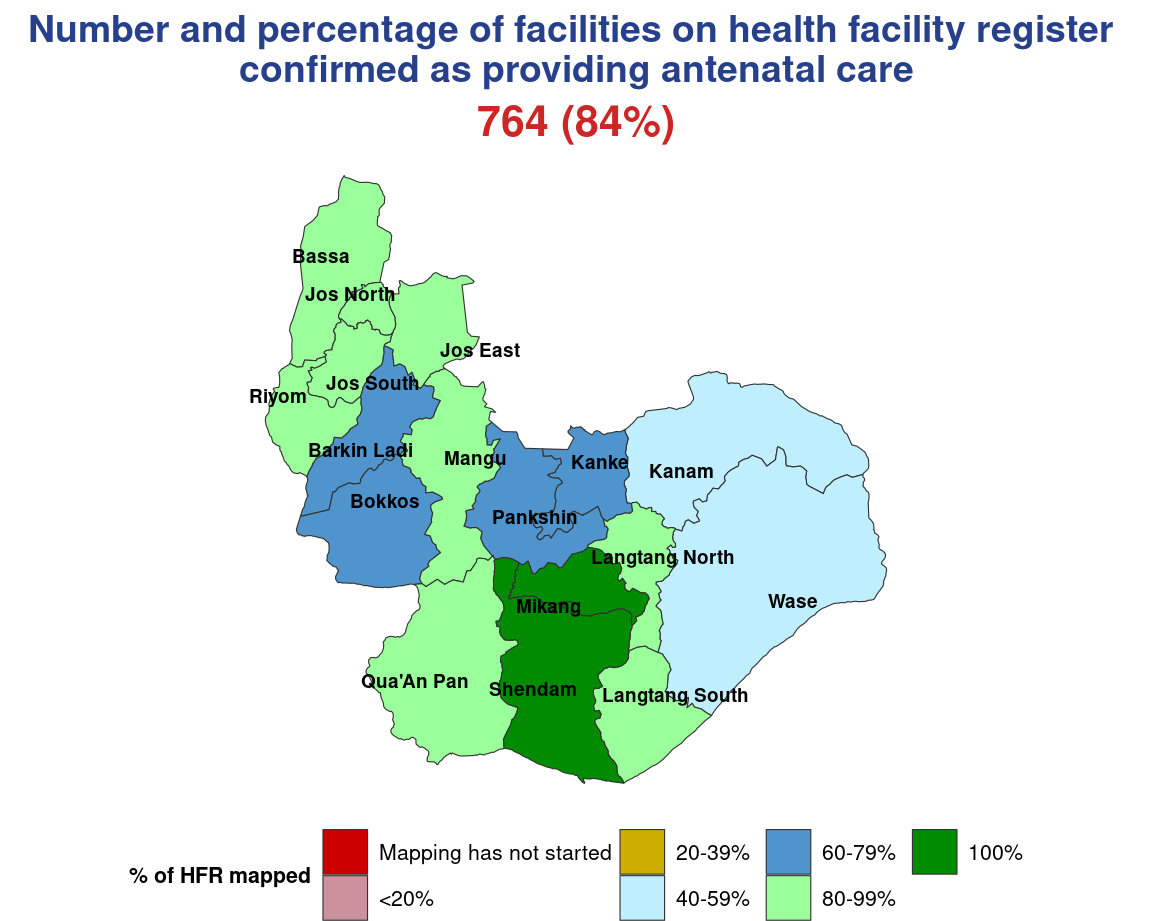 Number and percentage of facilities on health facility register
confirmed as providing antenatal care
764 (84%)
Bassa
Jos North
Jos East
Jos South
Riyom
Barkin Ladi
Mangu
Kanke
Kanam
Bokkos
Pankshin
Langtang North
Wase
Mikang
Qua'An Pan
Shendam
Langtang South
% of HFR mapped
Mapping has not started
<20%
20-39%
40-59%
60-79%
80-99%
100%